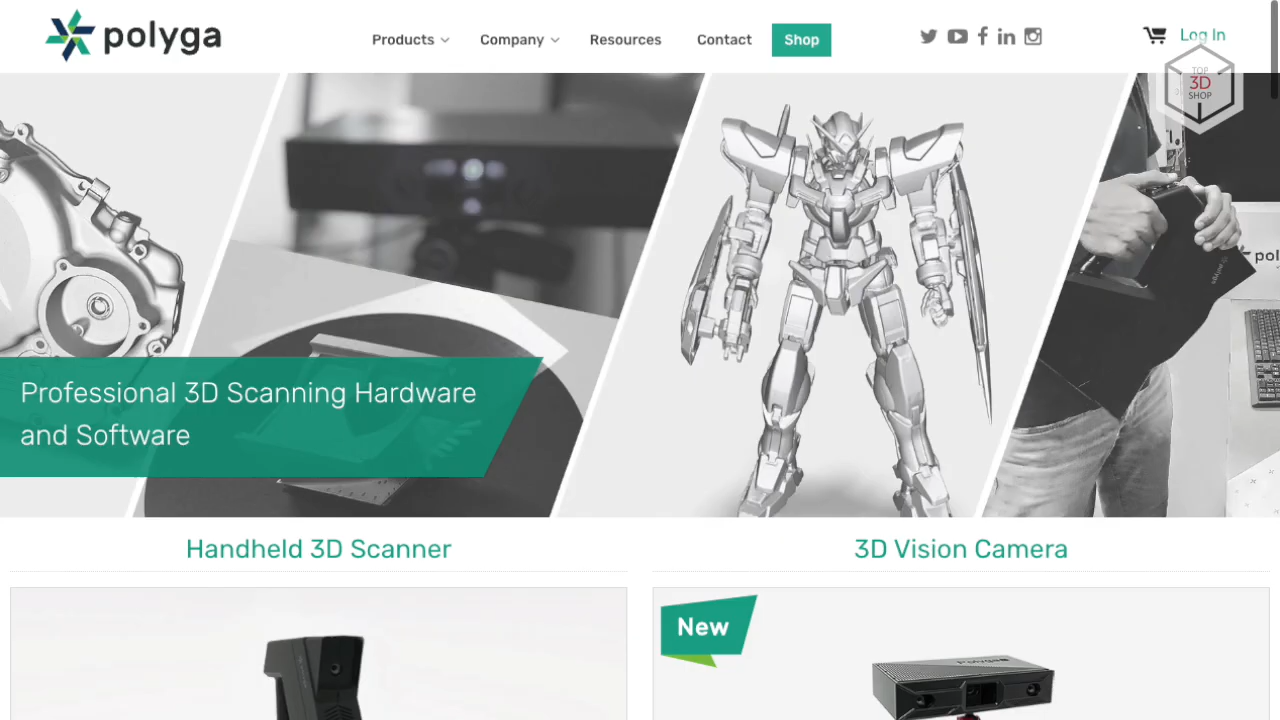 polyga
Products
Company
Resources
Contact
Shop
Log In
TOP
3D
SHOP
Professional 3D Scanning Hardware
and Software
Handheld 3D Scanner
3D Vision Camera
New
Polyga